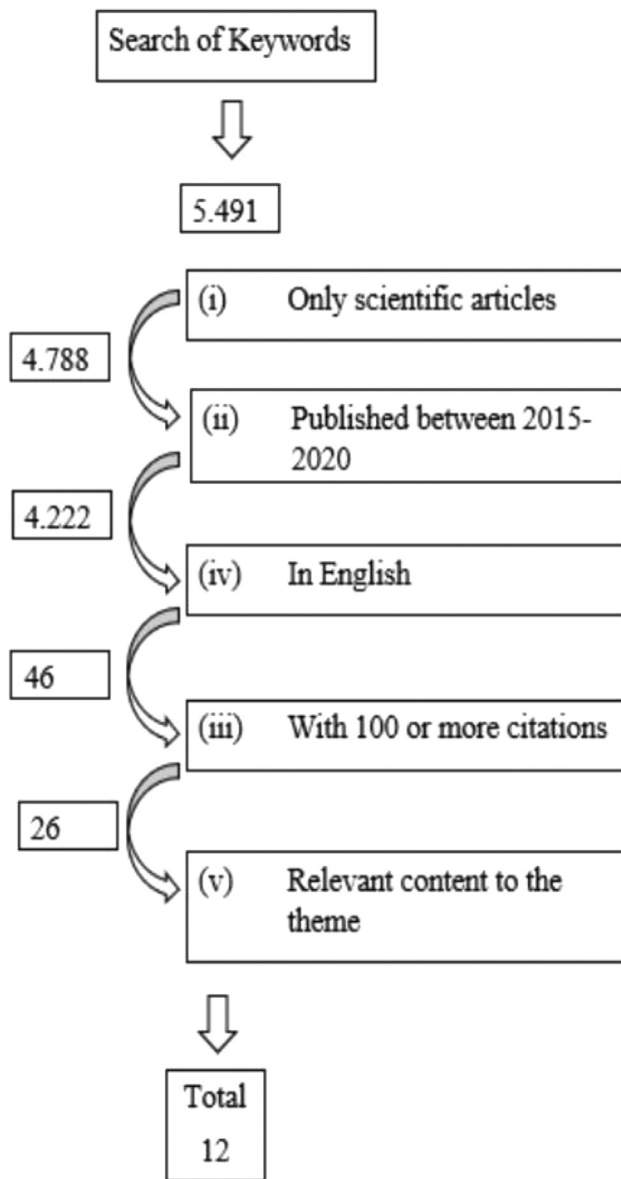 Search of Keywords
5.491
(i) Only scientific articles
4.788
(ii) Published between 2015-
2020
4.222
(iv) In English
46
(iii) With 100 or more citations
26
(v) Relevant content to the
theme
Total
12